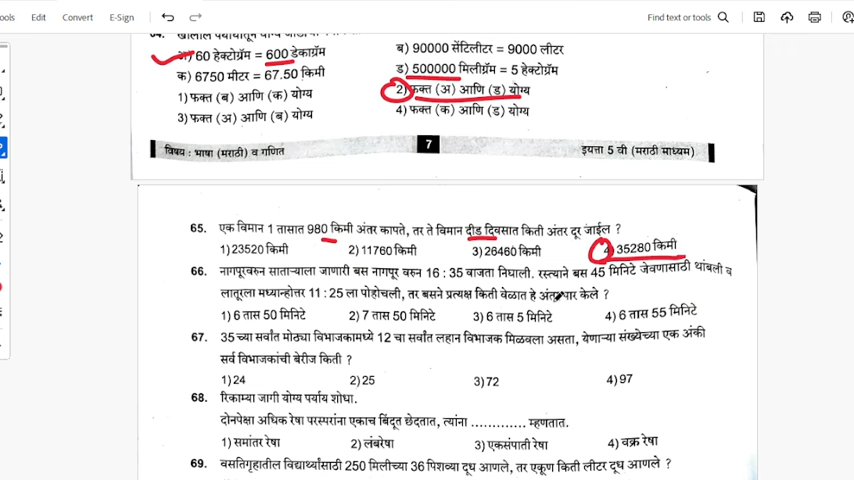 ools Edit Convert E-Sign Find text or tools
अ) 60 हेक्टोग्रॅम = 600 डेकाग्रॅम ब) 90000 सेंटिलीटर = 9000 लीटर
क) 6750 मीटर = 67.50 किमी ड) 500000 मिलीग्रॅम = 5 हेक्टोग्रॅम
1) फक्त (ब) आणि (क) योग्य 2) फक्त (अ) आणि (ड) योग्य
3) फक्त (अ) आणि (ब) योग्य 4) फक्त (क) आणि (ड) योग्य
विषय : भाषा (मराठी) व गणित 7 इयत्ता 5 वी (मराठी माध्यम)
65. एक विमान 1 तासात 980 किमी अंतर कापते, तर ते विमान दीड दिवसात किती अंतर दूर जाईल ?
1) 23520 किमी 2) 11760 किमी 3) 26460 किमी 4) 35280 किमी
66. नागपूरवरुन साताऱ्याला जाणारी बस नागपूर वरुन 16 : 35 वाजता निघाली. रस्त्याने बस 45 मिनिटे जेवणासाठी थांबली व
लातूरला मध्यान्होत्तर 11 : 25 ला पोहोचली, तर बसने प्रत्यक्ष किती वेळात हे अंतर पार केले ?
1) 6 तास 50 मिनिटे 2) 7 तास 50 मिनिटे 3) 6 तास 5 मिनिटे 4) 6 तास 55 मिनिटे
67. 35 च्या सर्वांत मोठ्या विभाजकामध्ये 12 चा सर्वांत लहान विभाजक मिळवला असता, येणाऱ्या संख्येच्या एक अंकी
सर्व विभाजकांची बेरीज किती ?
1) 24 2) 25 3) 72 4) 97
68. रिकाम्या जागी योग्य पर्याय शोधा.
दोनपेक्षा अधिक रेषा परस्परांना एकाच बिंदूत छेदतात, त्यांना ............. म्हणतात.
1) समांतर रेषा 2) लंबरेषा 3) एकसंपाती रेषा 4) वक्र रेषा
69. वसतिगृहातील विद्यार्थ्यांसाठी 250 मिलीच्या 36 पिशव्या दूध आणले, तर एकूण किती लीटर दूध आणले ?